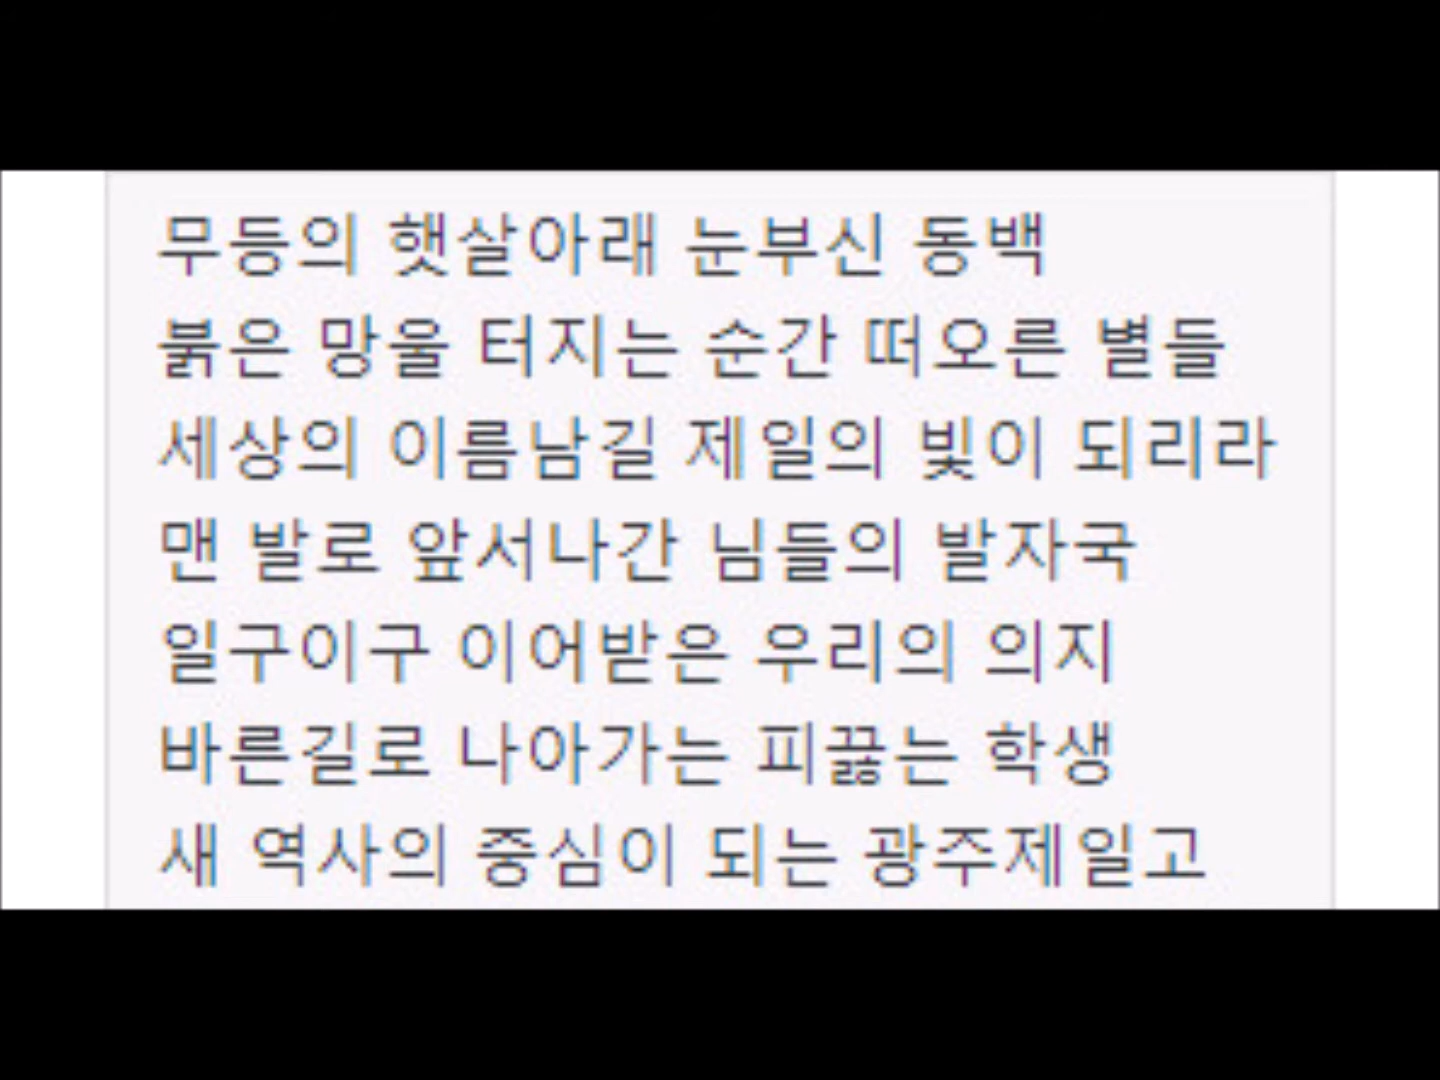 무등의 햇살아래 눈부신 동백
붉은 망울 터지는 순간 떠오른 별들
세상의 이름남길 제일의 빛이 되리라
맨 발로 앞서나간 님들의 발자국
일구이구 이어받은 우리의 의지
바른길로 나아가는 피끓는 학생
새 역사의 중심이 되는 광주제일고